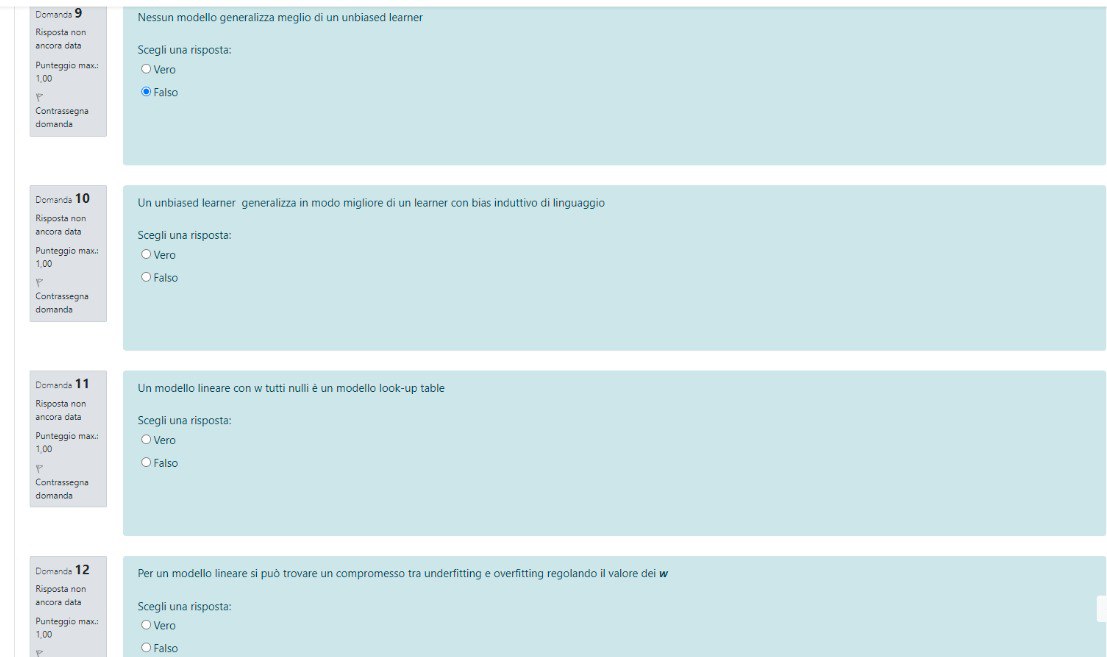 Domanda 9
Risposta non
ancora data
Punteggio max.:
1,00
Contrassegna
domanda
Nessun modello generalizza meglio di un unbiased learner
Scegli una risposta:
Vero
Falso
Domanda 10
Risposta non
ancora data
Punteggio max.:
1,00
Contrassegna
domanda
Un unbiased learner generalizza in modo migliore di un learner con bias induttivo di linguaggio
Scegli una risposta:
Vero
Falso
Domanda 11
Risposta non
ancora data
Punteggio max.:
1,00
Contrassegna
domanda
Un modello lineare con w tutti nulli è un modello look-up table
Scegli una risposta:
Vero
Falso
Domanda 12
Risposta non
ancora data
Punteggio max.:
1,00
Per un modello lineare si può trovare un compromesso tra underfitting e overfitting regolando il valore dei w
Scegli una risposta:
Vero
Falso